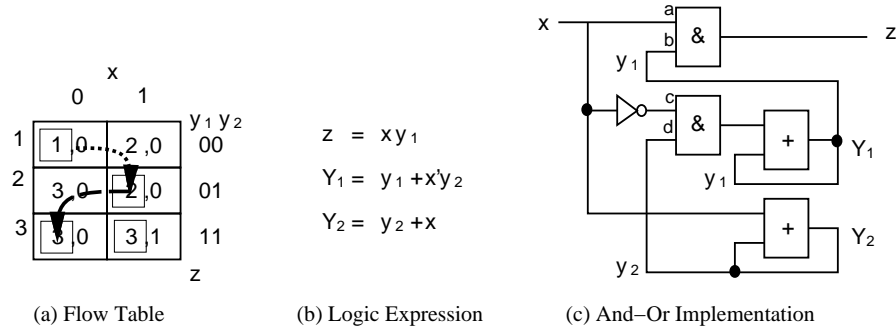 x
0 1
y1 y2
1 1 ,0 2 ,0 00
2 3 ,0 2 ,0 01
3 3 ,0 3 ,1 11
z
(a) Flow Table
z = x y1
Y1 = y1 + x'y2
Y2 = y2 + x
(b) Logic Expression
x a & z
b
y1
c & + Y1
d
y1
+ Y2
y2
(c) And−Or Implementation